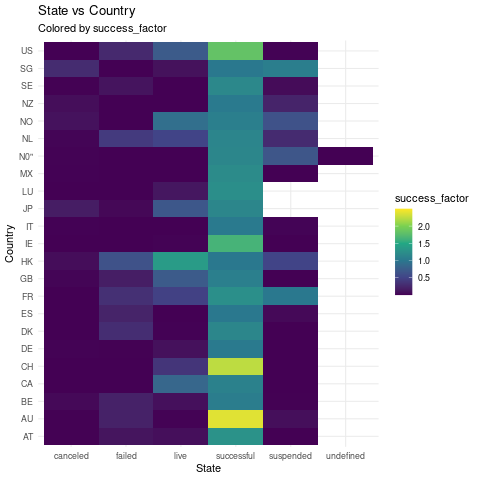 State vs Country
Colored by success_factor
US
SG
SE
NZ
NO
NL
N0"
MX
LU
JP
IT
IE
HK
GB
FR
ES
DK
DE
CH
CA
BE
AU
AT
Country
canceled failed live successful suspended undefined
State
success_factor
2.0
1.5
1.0
0.5